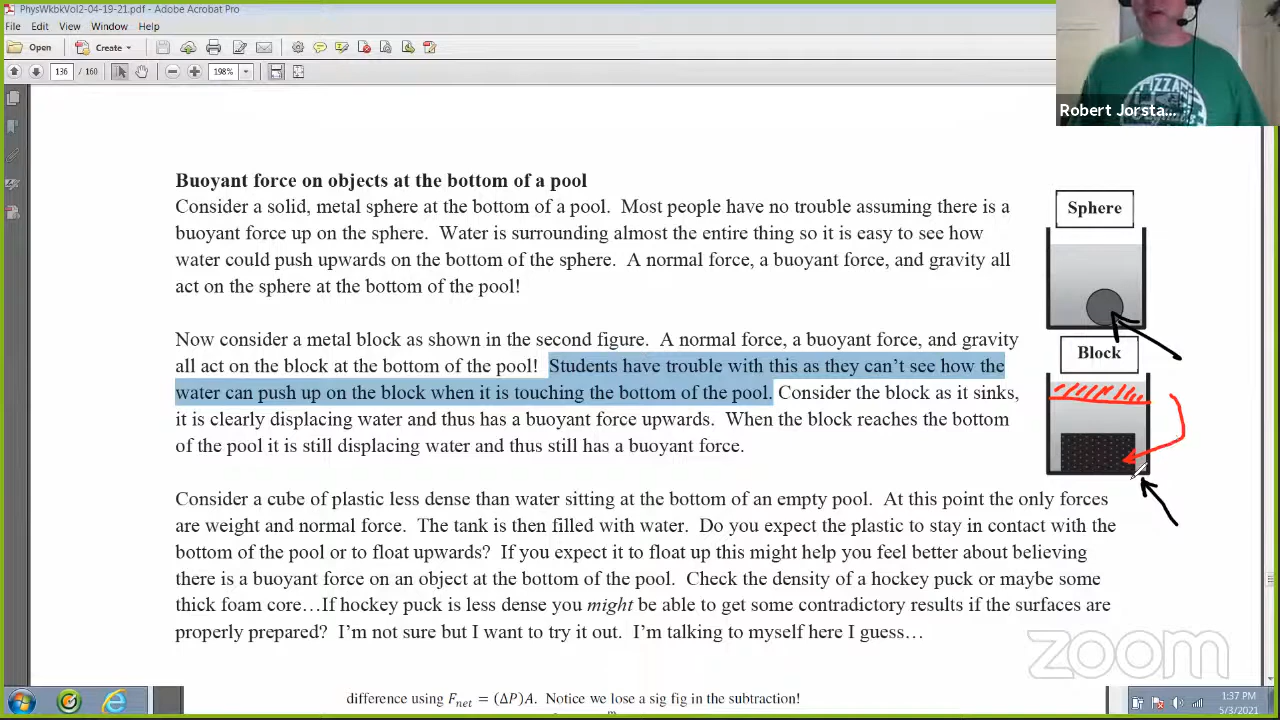 PhysWkbkVol2-04-19-21.pdf - Adobe Acrobat Pro
File Edit View Window Help
Open Create
136 / 160 198%
Robert Jorsta...
PIZZA
Buoyant force on objects at the bottom of a pool
Consider a solid, metal sphere at the bottom of a pool. Most people have no trouble assuming there is a
buoyant force up on the sphere. Water is surrounding almost the entire thing so it is easy to see how
water could push upwards on the bottom of the sphere. A normal force, a buoyant force, and gravity all
act on the sphere at the bottom of the pool!
Sphere
Now consider a metal block as shown in the second figure. A normal force, a buoyant force, and gravity
all act on the block at the bottom of the pool! Students have trouble with this as they can't see how the
water can push up on the block when it is touching the bottom of the pool. Consider the block as it sinks,
it is clearly displacing water and thus has a buoyant force upwards. When the block reaches the bottom
of the pool it is still displacing water and thus still has a buoyant force.
Block
Consider a cube of plastic less dense than water sitting at the bottom of an empty pool. At this point the only forces
are weight and normal force. The tank is then filled with water. Do you expect the plastic to stay in contact with the
bottom of the pool or to float upwards? If you expect it to float up this might help you feel better about believing
there is a buoyant force on an object at the bottom of the pool. Check the density of a hockey puck or maybe some
thick foam core…If hockey puck is less dense you might be able to get some contradictory results if the surfaces are
properly prepared? I'm not sure but I want to try it out. I'm talking to myself here I guess…
zoom
difference using F_net = (ΔP)A. Notice we lose a sig fig in the subtraction!
1:37 PM
5/3/2021